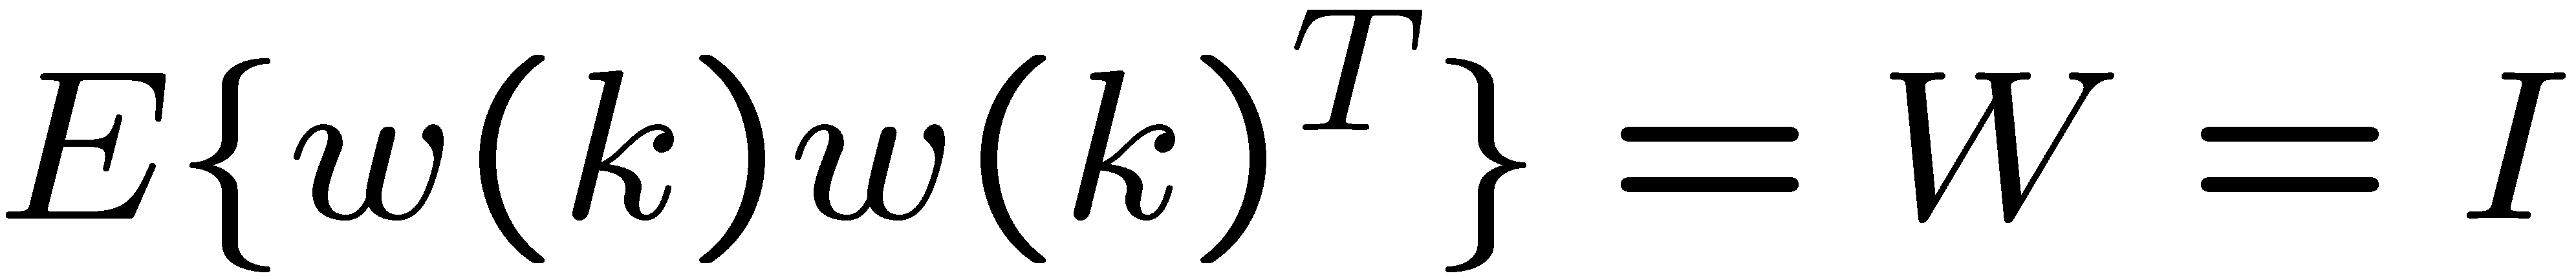 E{w(k)w(k)^T} = W = I